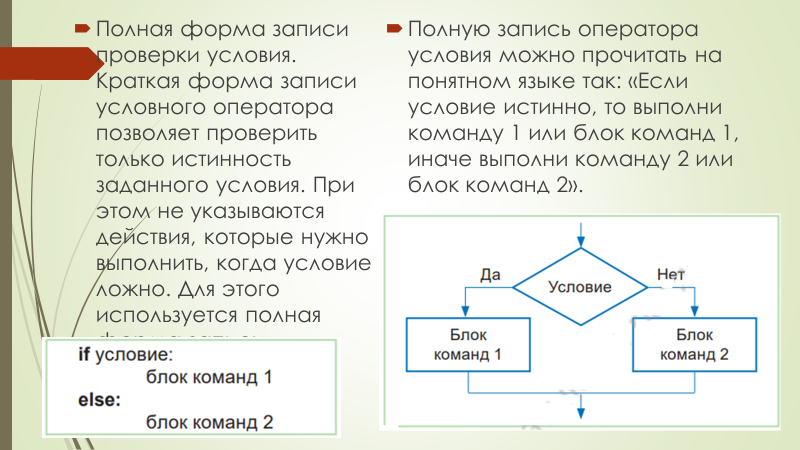 Полная форма записи
проверки условия.
Краткая форма записи
условного оператора
позволяет проверить
только истинность
заданного условия. При
этом не указываются
действия, которые нужно
выполнить, когда условие
ложно. Для этого
используется полная
if условие:
блок команд 1
else:
блок команд 2
Полную запись оператора
условия можно прочитать на
понятном языке так: «Если
условие истинно, то выполни
команду 1 или блок команд 1,
иначе выполни команду 2 или
блок команд 2».
Да
Условие
Нет
Блок
команд 1
Блок
команд 2